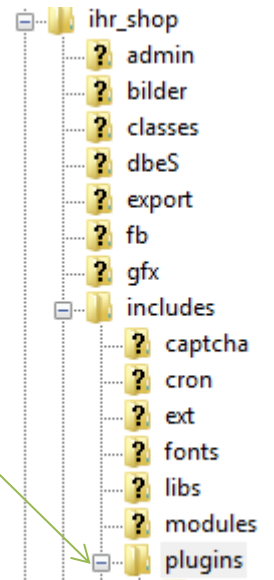 ihr_shop
admin
bilder
classes
dbeS
export
fb
gfx
includes
captcha
cron
ext
fonts
libs
modules
plugins